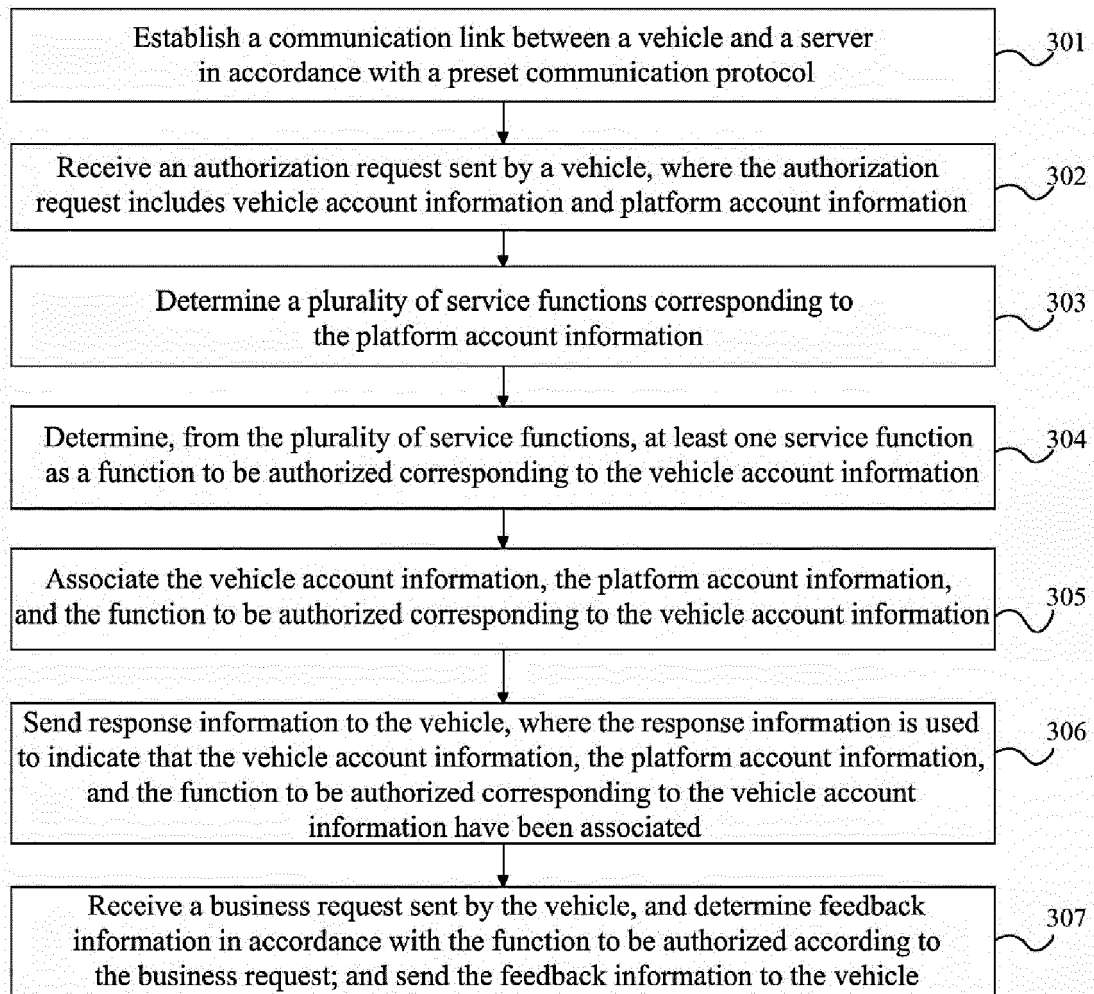 Establish a communication link between a vehicle and a server
in accordance with a preset communication protocol
301
Receive an authorization request sent by a vehicle, where the authorization
request includes vehicle account information and platform account information
302
Determine a plurality of service functions corresponding to
the platform account information
303
Determine, from the plurality of service functions, at least one service function
as a function to be authorized corresponding to the vehicle account information
304
Associate the vehicle account information, the platform account information,
and the function to be authorized corresponding to the vehicle account information
305
Send response information to the vehicle, where the response information is used
to indicate that the vehicle account information, the platform account information,
and the function to be authorized corresponding to the vehicle account
information have been associated
306
Receive a business request sent by the vehicle, and determine feedback
information in accordance with the function to be authorized according to
the business request; and send the feedback information to the vehicle
307